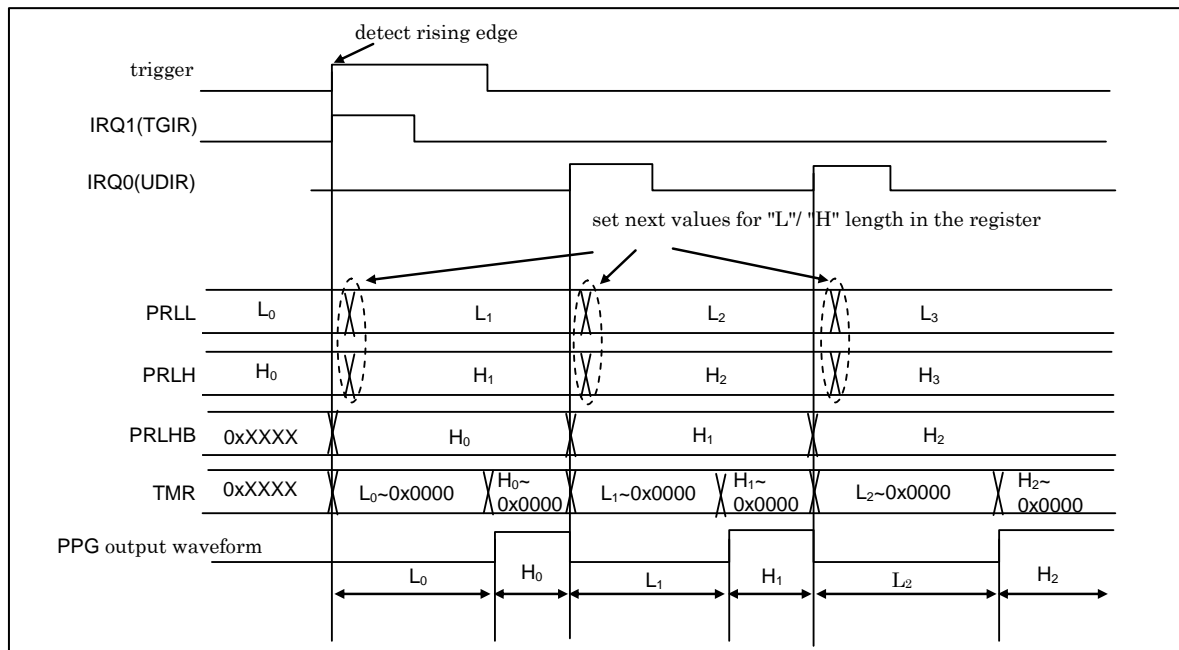 detect rising edge
trigger
IRQ1(TGIR)
IRQ0(UDIR)
set next values for "L"/ "H" length in the register
PRLL L₀ L₁ L₂ L₃
PRLH H₀ H₁ H₂ H₃
PRLHB 0xXXXX H₀ H₁ H₂
TMR 0xXXXX L₀~0x0000 H₀~0x0000 L₁~0x0000 H₁~0x0000 L₂~0x0000 H₂~0x0000
PPG output waveform
L₀ H₀ L₁ H₁ L₂ H₂